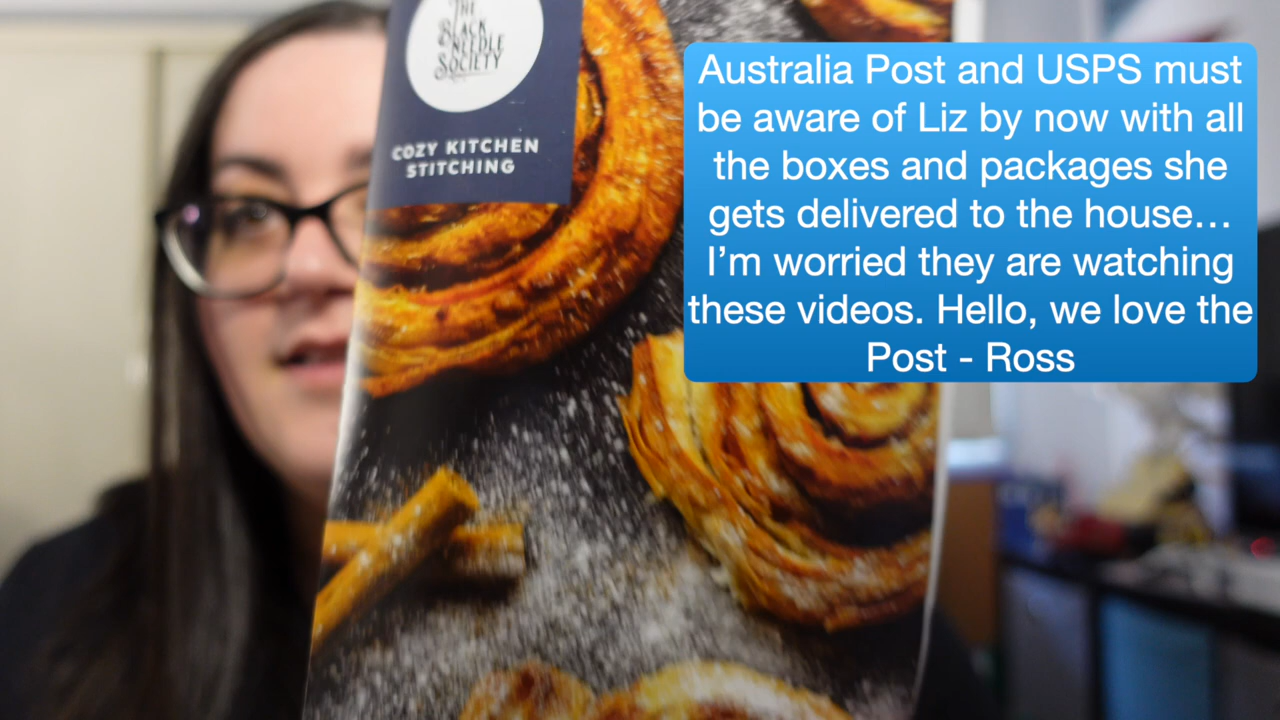 THE
BLACK
NEEDLE
SOCIETY
COZY KITCHEN
STITCHING
Australia Post and USPS must
be aware of Liz by now with all
the boxes and packages she
gets delivered to the house…
I’m worried they are watching
these videos. Hello, we love the
Post - Ross